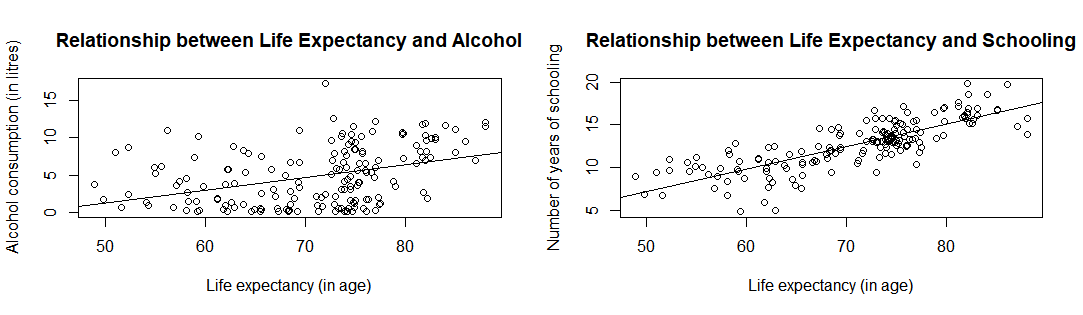 Relationship between Life Expectancy and Alcohol
Alcohol consumption (in litres)
15
10
5
0
50
60
70
80
Life expectancy (in age)
Relationship between Life Expectancy and Schooling
Number of years of schooling
20
15
10
5
50
60
70
80
Life expectancy (in age)